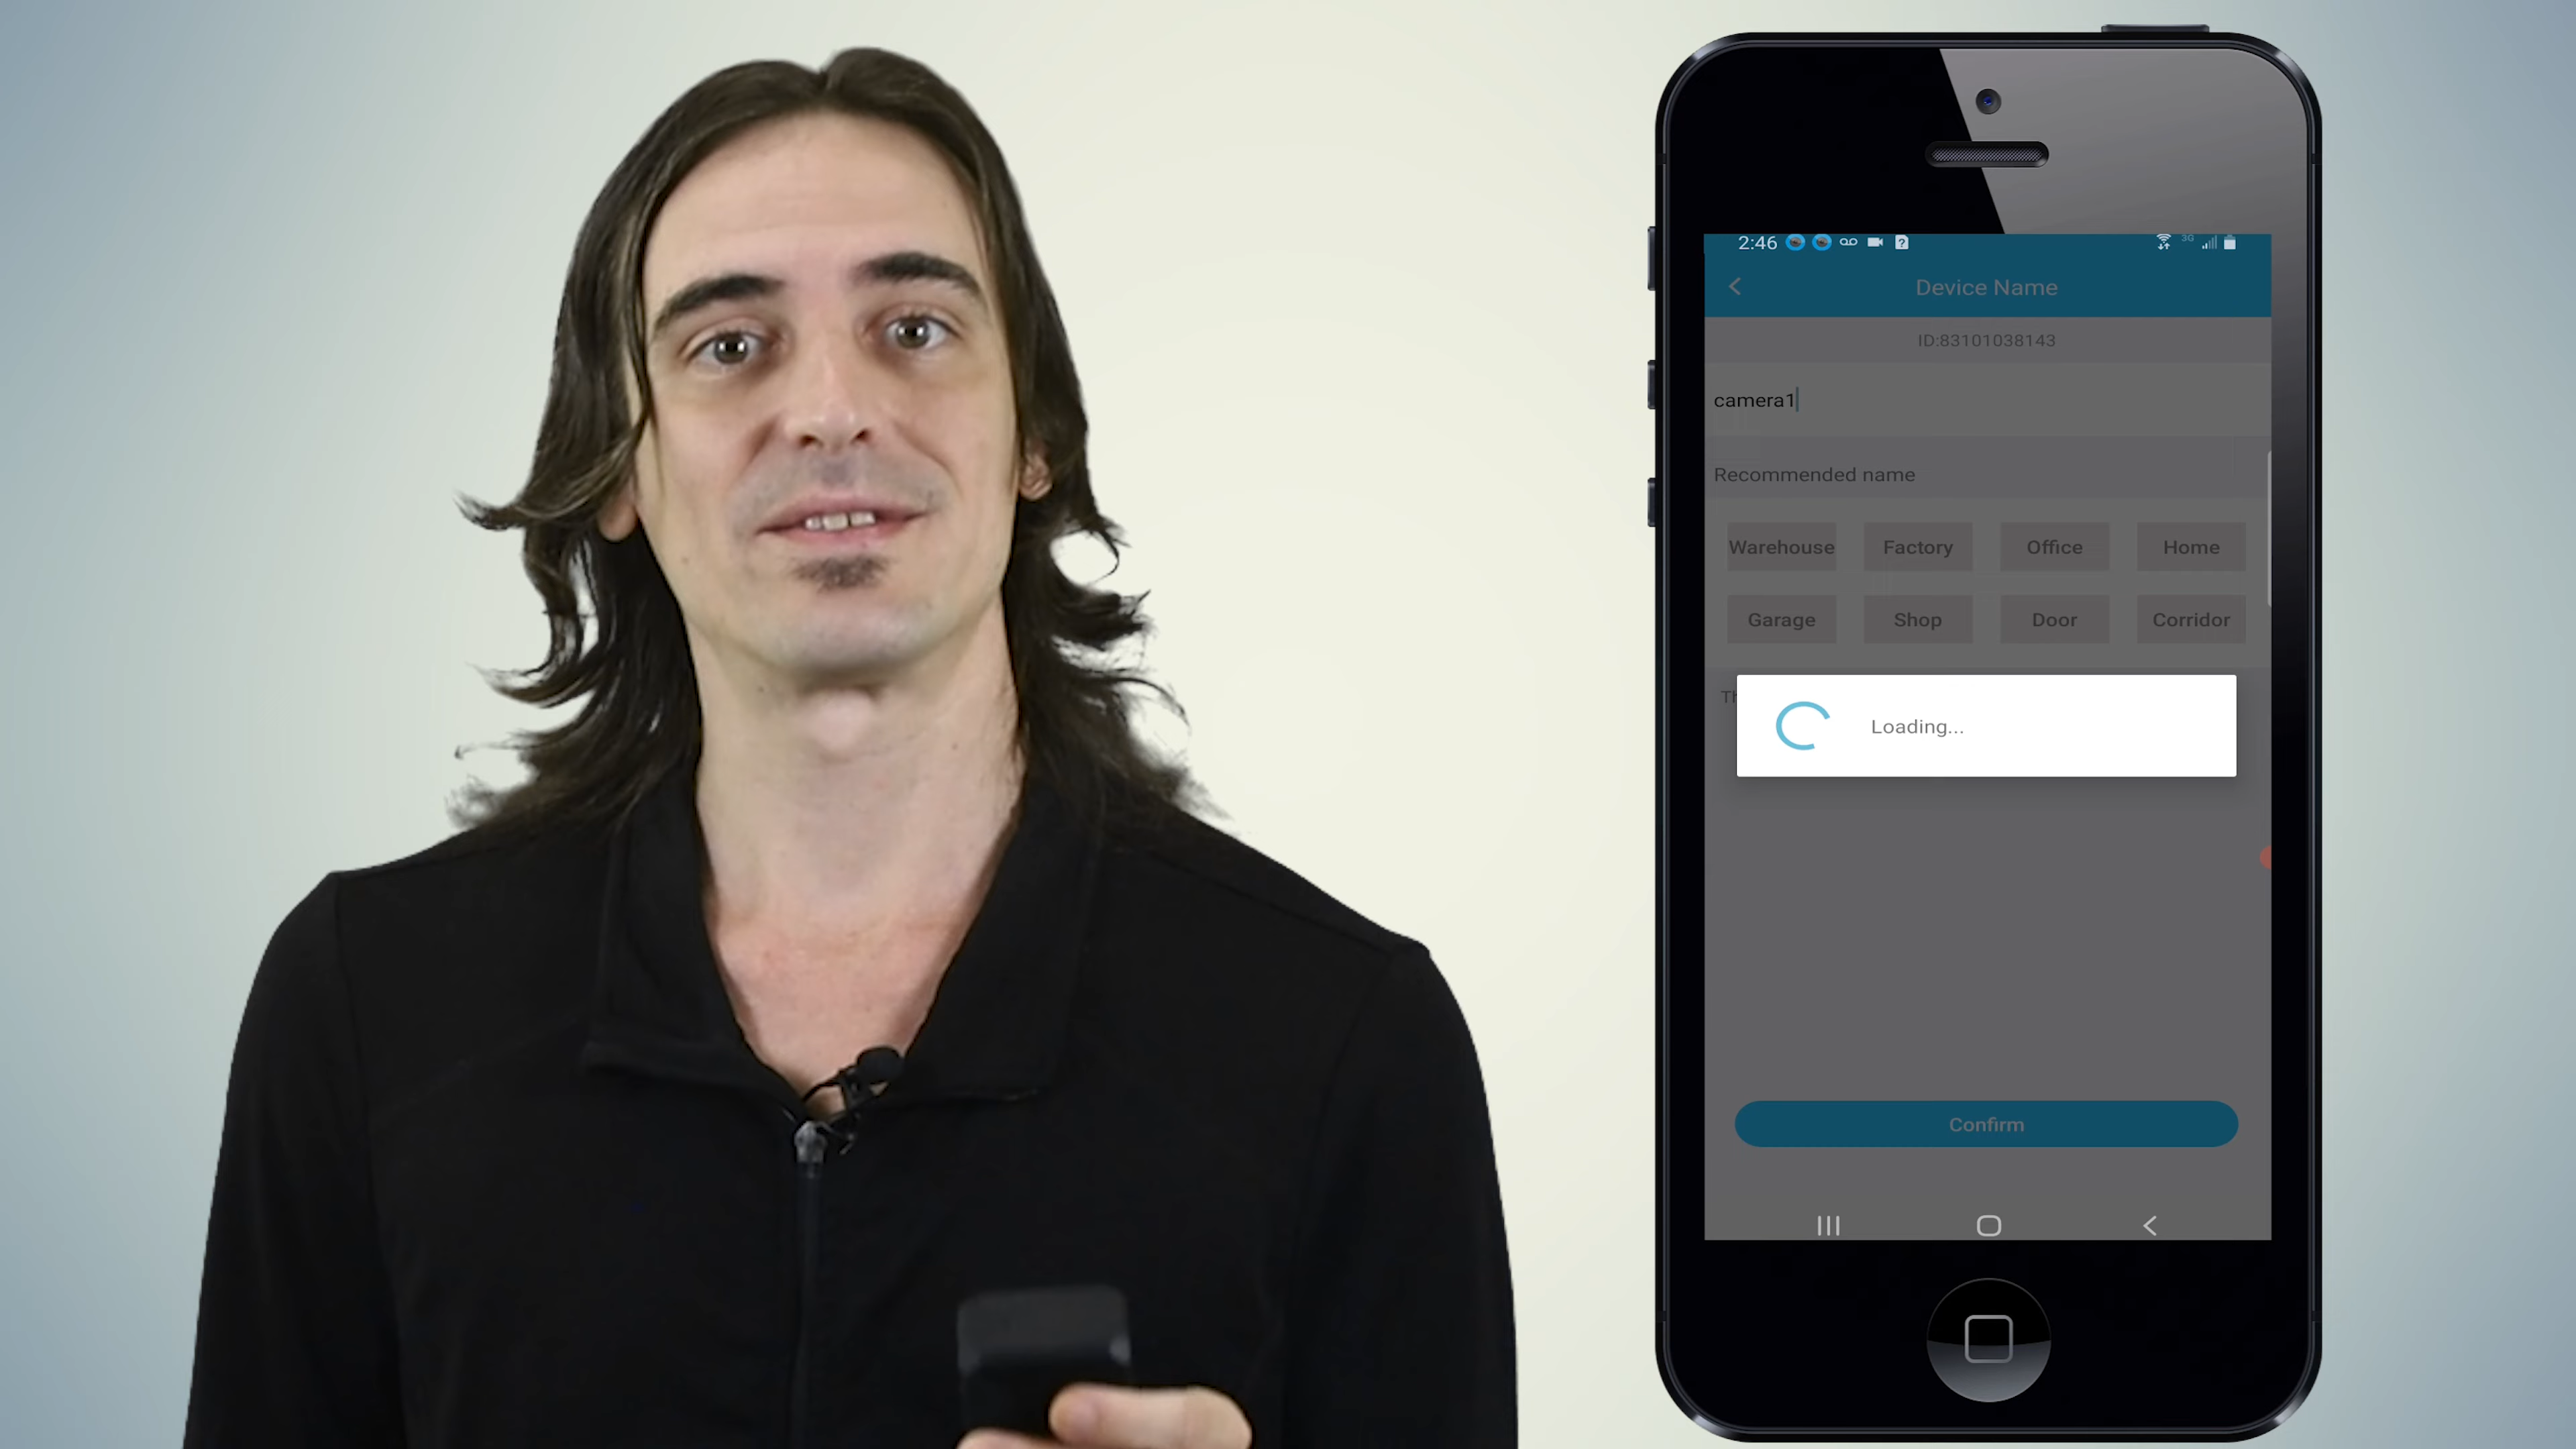 2:46
3G
Device Name
ID:83101038143
camera1
Recommended name
Warehouse Factory Office Home
Garage Shop Door Corridor
Loading...
Confirm